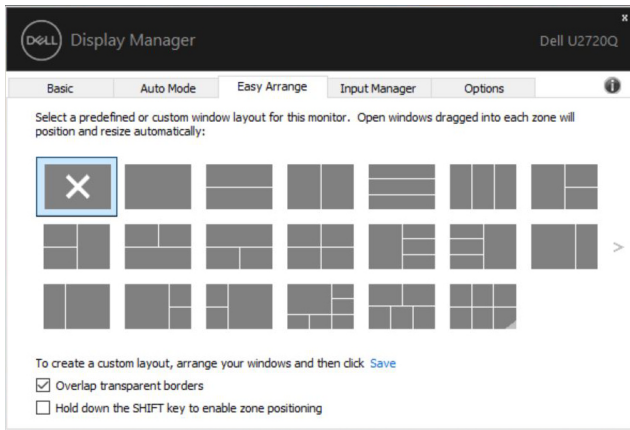 x
DELL Display Manager
Dell U2720Q
Basic
Auto Mode
Easy Arrange
Input Manager
Options
Select a predefined or custom window layout for this monitor. Open windows dragged into each zone will
position and resize automatically:
To create a custom layout, arrange your windows and then click Save
Overlap transparent borders
Hold down the SHIFT key to enable zone positioning